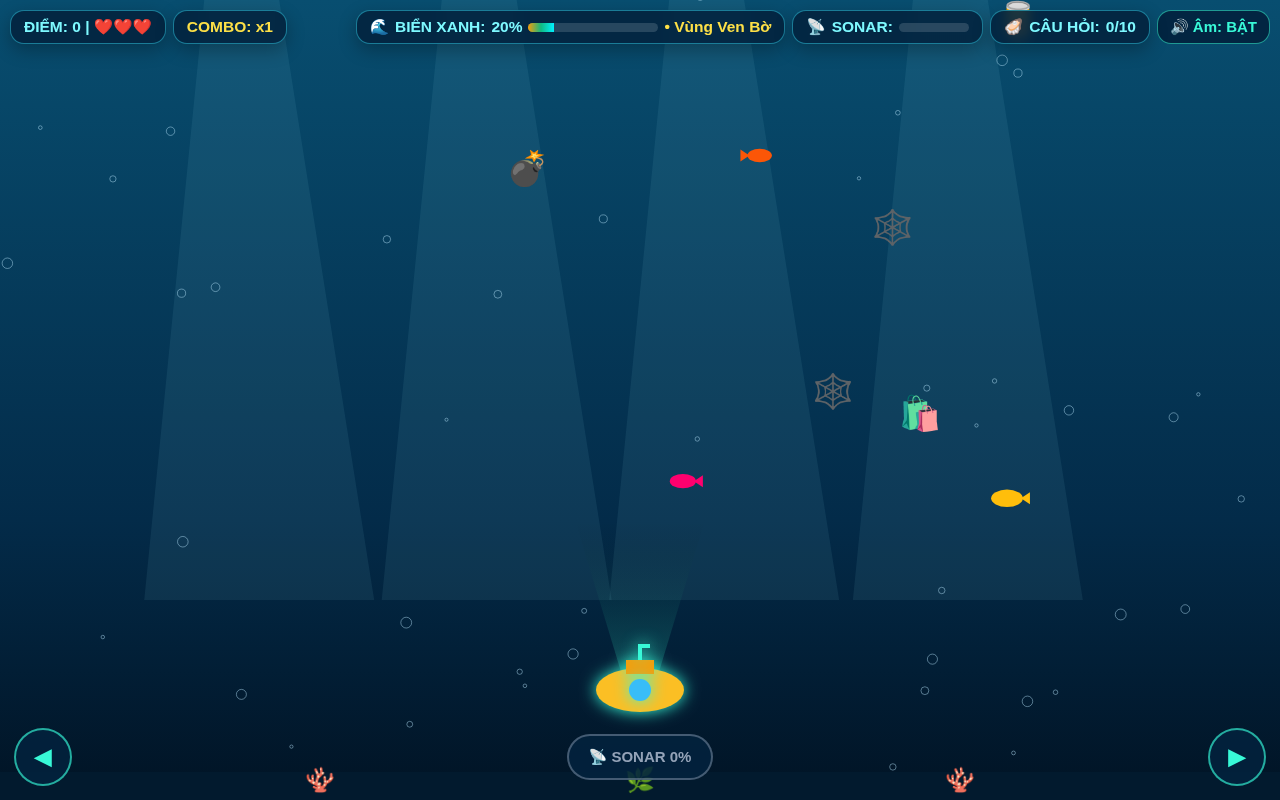 ĐIỂM: 0 | ❤️❤️❤️
COMBO: x1
🌊 BIỂN XANH: 20% • Vùng Ven Bờ
📡 SONAR:
🦪 CÂU HỎI: 0/10
🔊 Âm: BẬT
◀
📡 SONAR 0%
▶